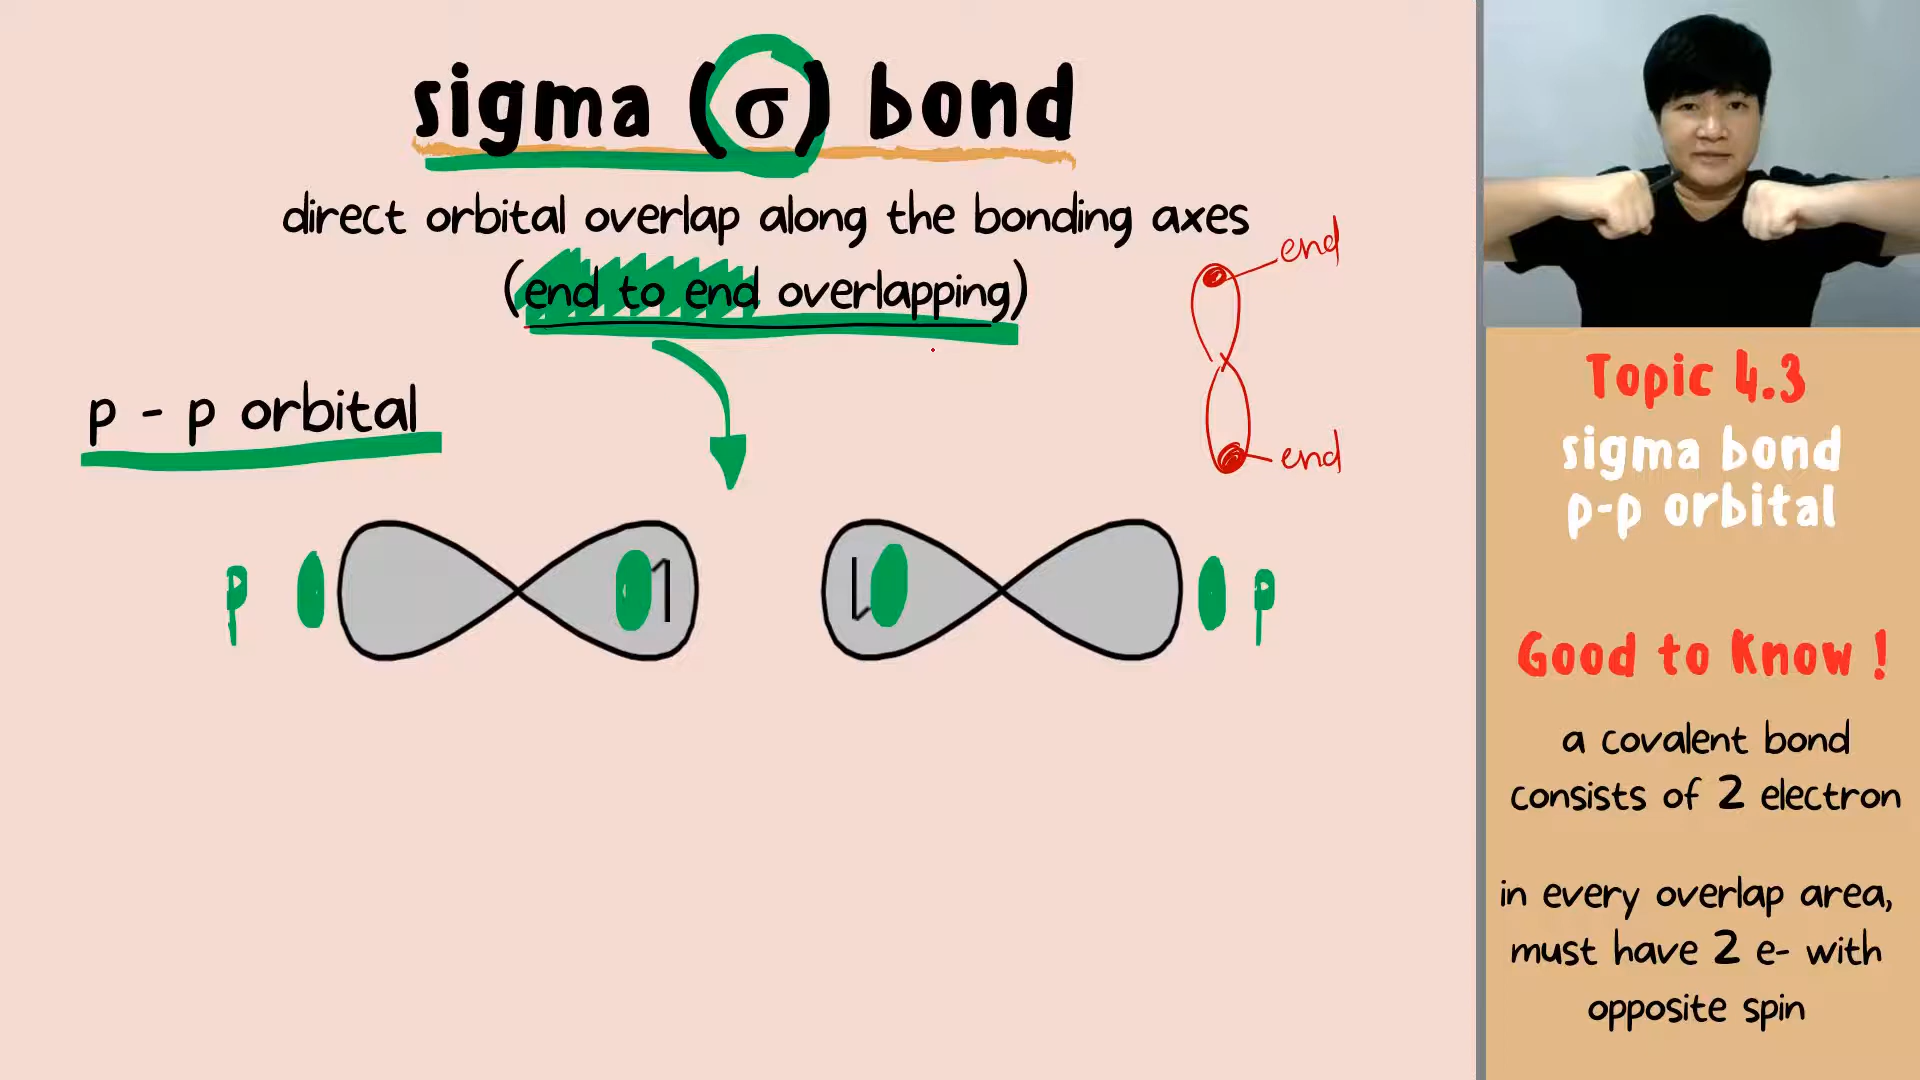 sigma (σ) bond
direct orbital overlap along the bonding axes
(end to end overlapping)
end
end
p - p orbital
p
p
Topic 4.3
sigma bond
p-p orbital
Good to Know !
a covalent bond
consists of 2 electron
in every overlap area,
must have 2 e- with
opposite spin